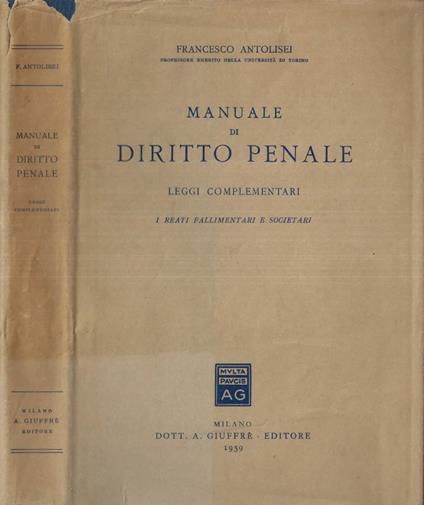 F. ANTOLISEI
MANUALE
DI
DIRITTO
PENALE
LEGGI
COMPLEMENTARI
MILANO
A. GIUFFRÈ
EDITORE
FRANCESCO ANTOLISEI
PROFESSORE EMERITO DELLA UNIVERSITÀ DI TORINO
MANUALE
DI
DIRITTO PENALE
LEGGI COMPLEMENTARI
I REATI FALLIMENTARI E SOCIETARI
MVLTA
PAVCIS
AG
MILANO
DOTT. A. GIUFFRÈ - EDITORE
1959